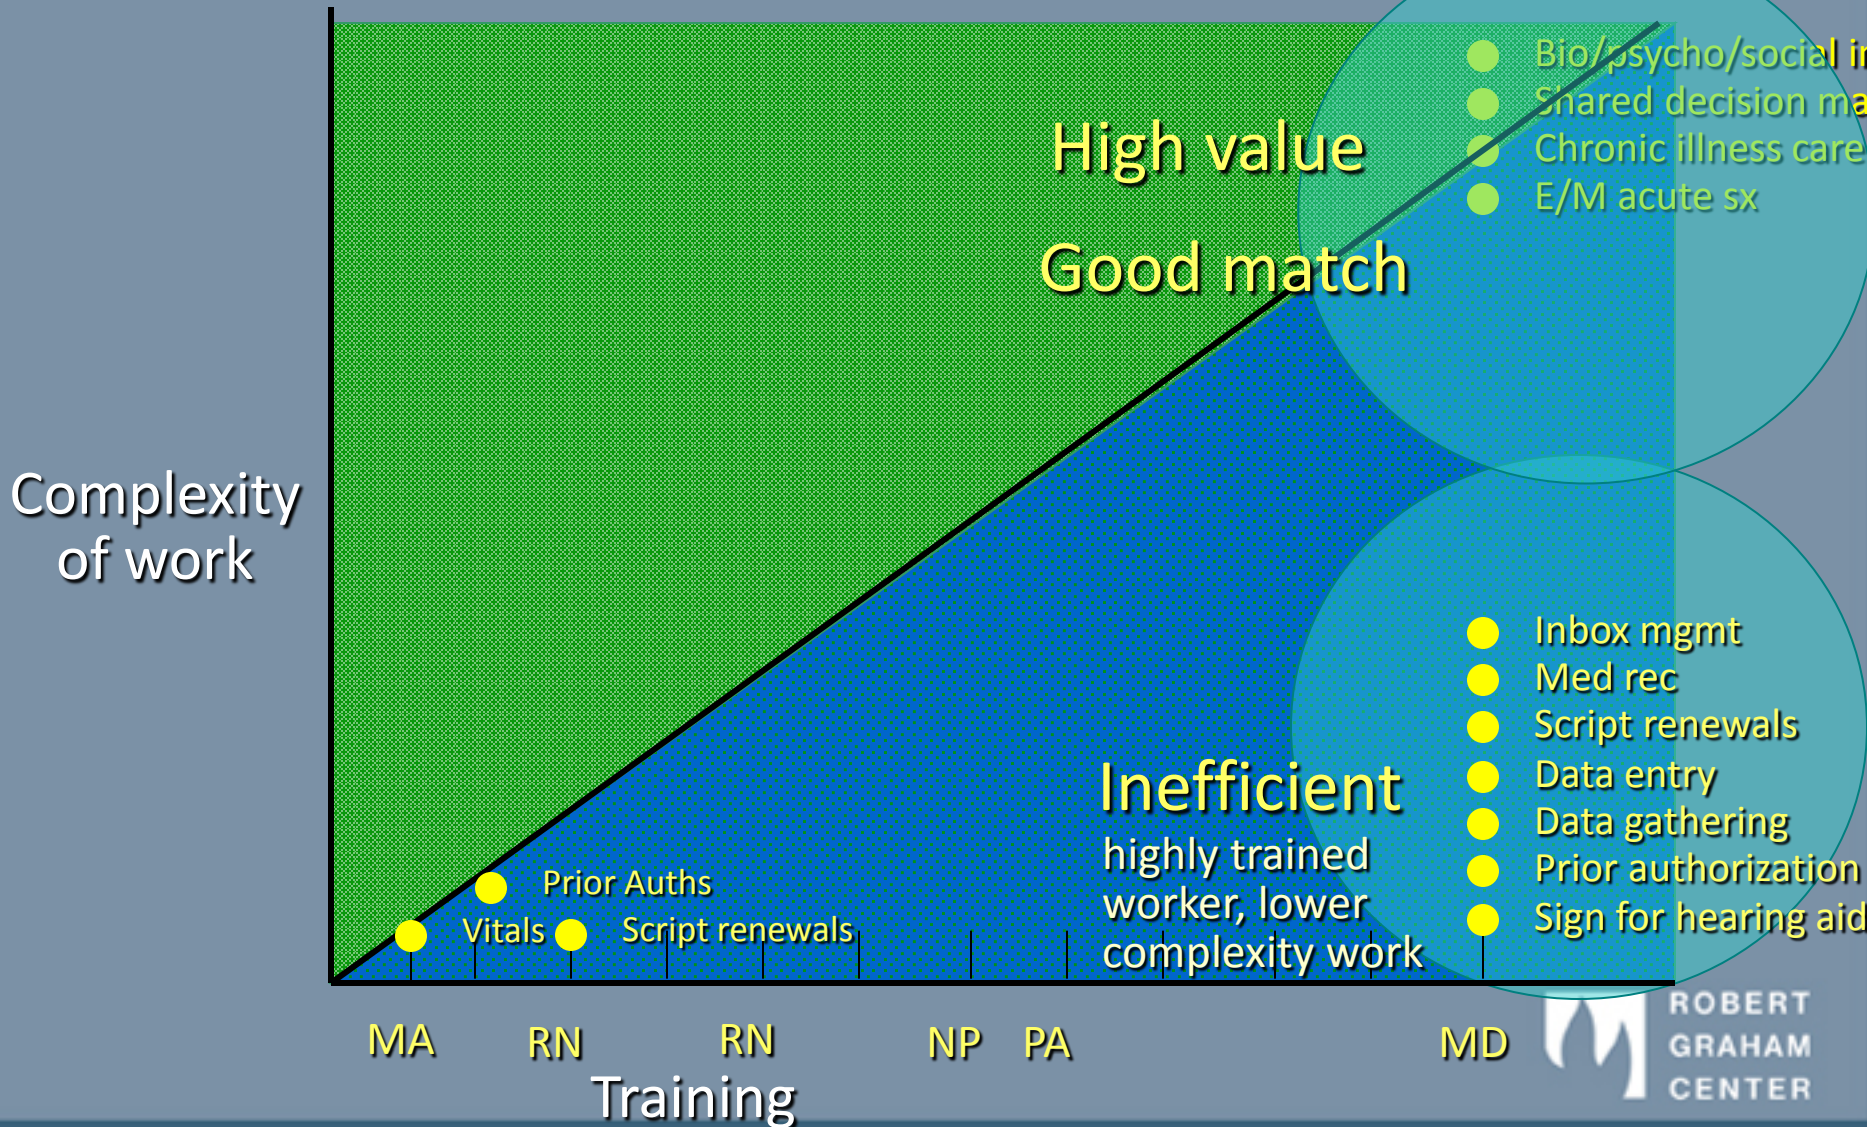 Bio/psycho/social
Shared decision
Chronic illness care
E/M acute sx
High value
Good match
Complexity
of work
Inbox mgmt
Med rec
Script renewals
Data entry
Data gathering
Prior authorization
Sign for hearing aid
Inefficient
highly trained
worker, lower
complexity work
Prior Auths
Vitals
Script renewals
MA
RN
RN
NP
PA
MD
Training
ROBERT
GRAHAM
CENTER